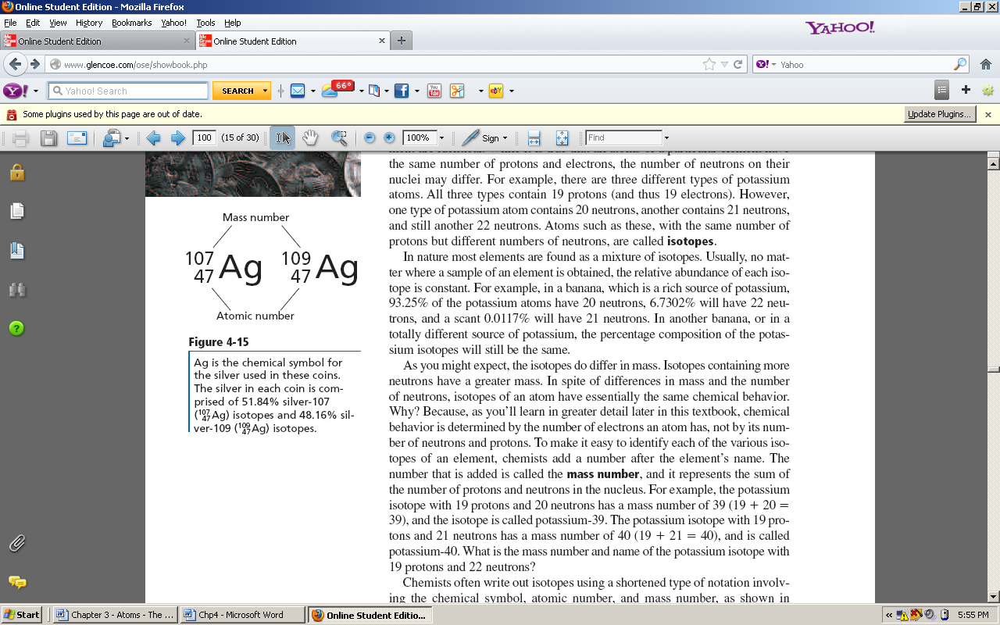 Online Student Edition - Mozilla Firefox
File Edit View History Bookmarks Yahoo! Tools Help
YAHOO!
Online Student Edition
Online Student Edition
www.glencoe.com/ose/showbook.php
Yahoo
Yahoo! Search
SEARCH
66°
Some plugins used by this page are out of date.
Update Plugins...
100 (15 of 30)
100%
Sign
Find
Mass number
107 47 Ag 109 47 Ag
Atomic number
Figure 4-15
Ag is the chemical symbol for
the silver used in these coins.
The silver in each coin is com-
prised of 51.84% silver-107
(107 47 Ag) isotopes and 48.16% sil-
ver-109 (109 47 Ag) isotopes.
the same number of protons and electrons, the number of neutrons on their
nuclei may differ. For example, there are three different types of potassium
atoms. All three types contain 19 protons (and thus 19 electrons). However,
one type of potassium atom contains 20 neutrons, another contains 21 neutrons,
and still another 22 neutrons. Atoms such as these, with the same number of
protons but different numbers of neutrons, are called isotopes.
In nature most elements are found as a mixture of isotopes. Usually, no mat-
ter where a sample of an element is obtained, the relative abundance of each iso-
tope is constant. For example, in a banana, which is a rich source of potassium,
93.25% of the potassium atoms have 20 neutrons, 6.7302% will have 22 neu-
trons, and a scant 0.0117% will have 21 neutrons. In another banana, or in a
totally different source of potassium, the percentage composition of the potas-
sium isotopes will still be the same.
As you might expect, the isotopes do differ in mass. Isotopes containing more
neutrons have a greater mass. In spite of differences in mass and the number
of neutrons, isotopes of an atom have essentially the same chemical behavior.
Why? Because, as you'll learn in greater detail later in this textbook, chemical
behavior is determined by the number of electrons an atom has, not by its num-
ber of neutrons and protons. To make it easy to identify each of the various iso-
topes of an element, chemists add a number after the element's name. The
number that is added is called the mass number, and it represents the sum of
the number of protons and neutrons in the nucleus. For example, the potassium
isotope with 19 protons and 20 neutrons has a mass number of 39 (19 + 20 =
39), and the isotope is called potassium-39. The potassium isotope with 19 pro-
tons and 21 neutrons has a mass number of 40 (19 + 21 = 40), and is called
potassium-40. What is the mass number and name of the potassium isotope with
19 protons and 22 neutrons?
Chemists often write out isotopes using a shortened type of notation involv-
ing the chemical symbol, atomic number, and mass number, as shown in
Start
Chapter 3 - Atoms - The ...
Chp4 - Microsoft Word
Online Student Editio...
5:55 PM